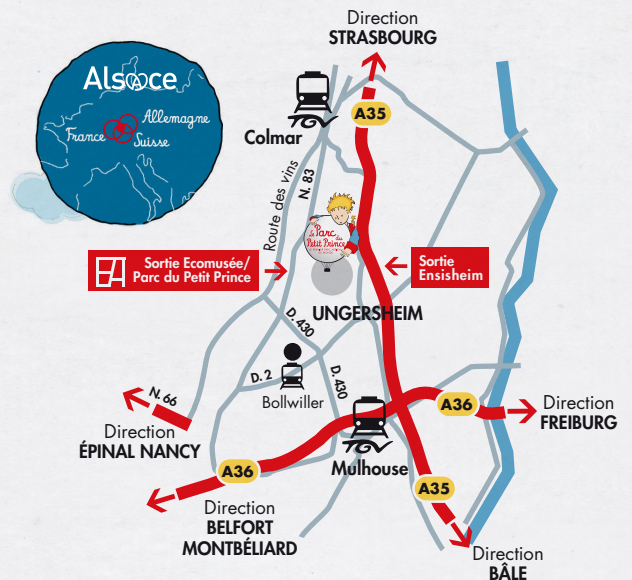 Direction
STRASBOURG
Alsace
Allemagne
France
Suisse
TGV
Colmar
A35
Route des vins
N. 83
le Parc
du
Petit Prince
Sortie Ecomusée/
Parc du Petit Prince
Sortie
Ensisheim
UNGERSHEIM
D. 430
D. 2
Bollwiller
D. 430
N. 66
Direction
ÉPINAL NANCY
A36
Direction
FREIBURG
TGV
Mulhouse
A36
A35
Direction
BELFORT
MONTBÉLIARD
Direction
BÂLE